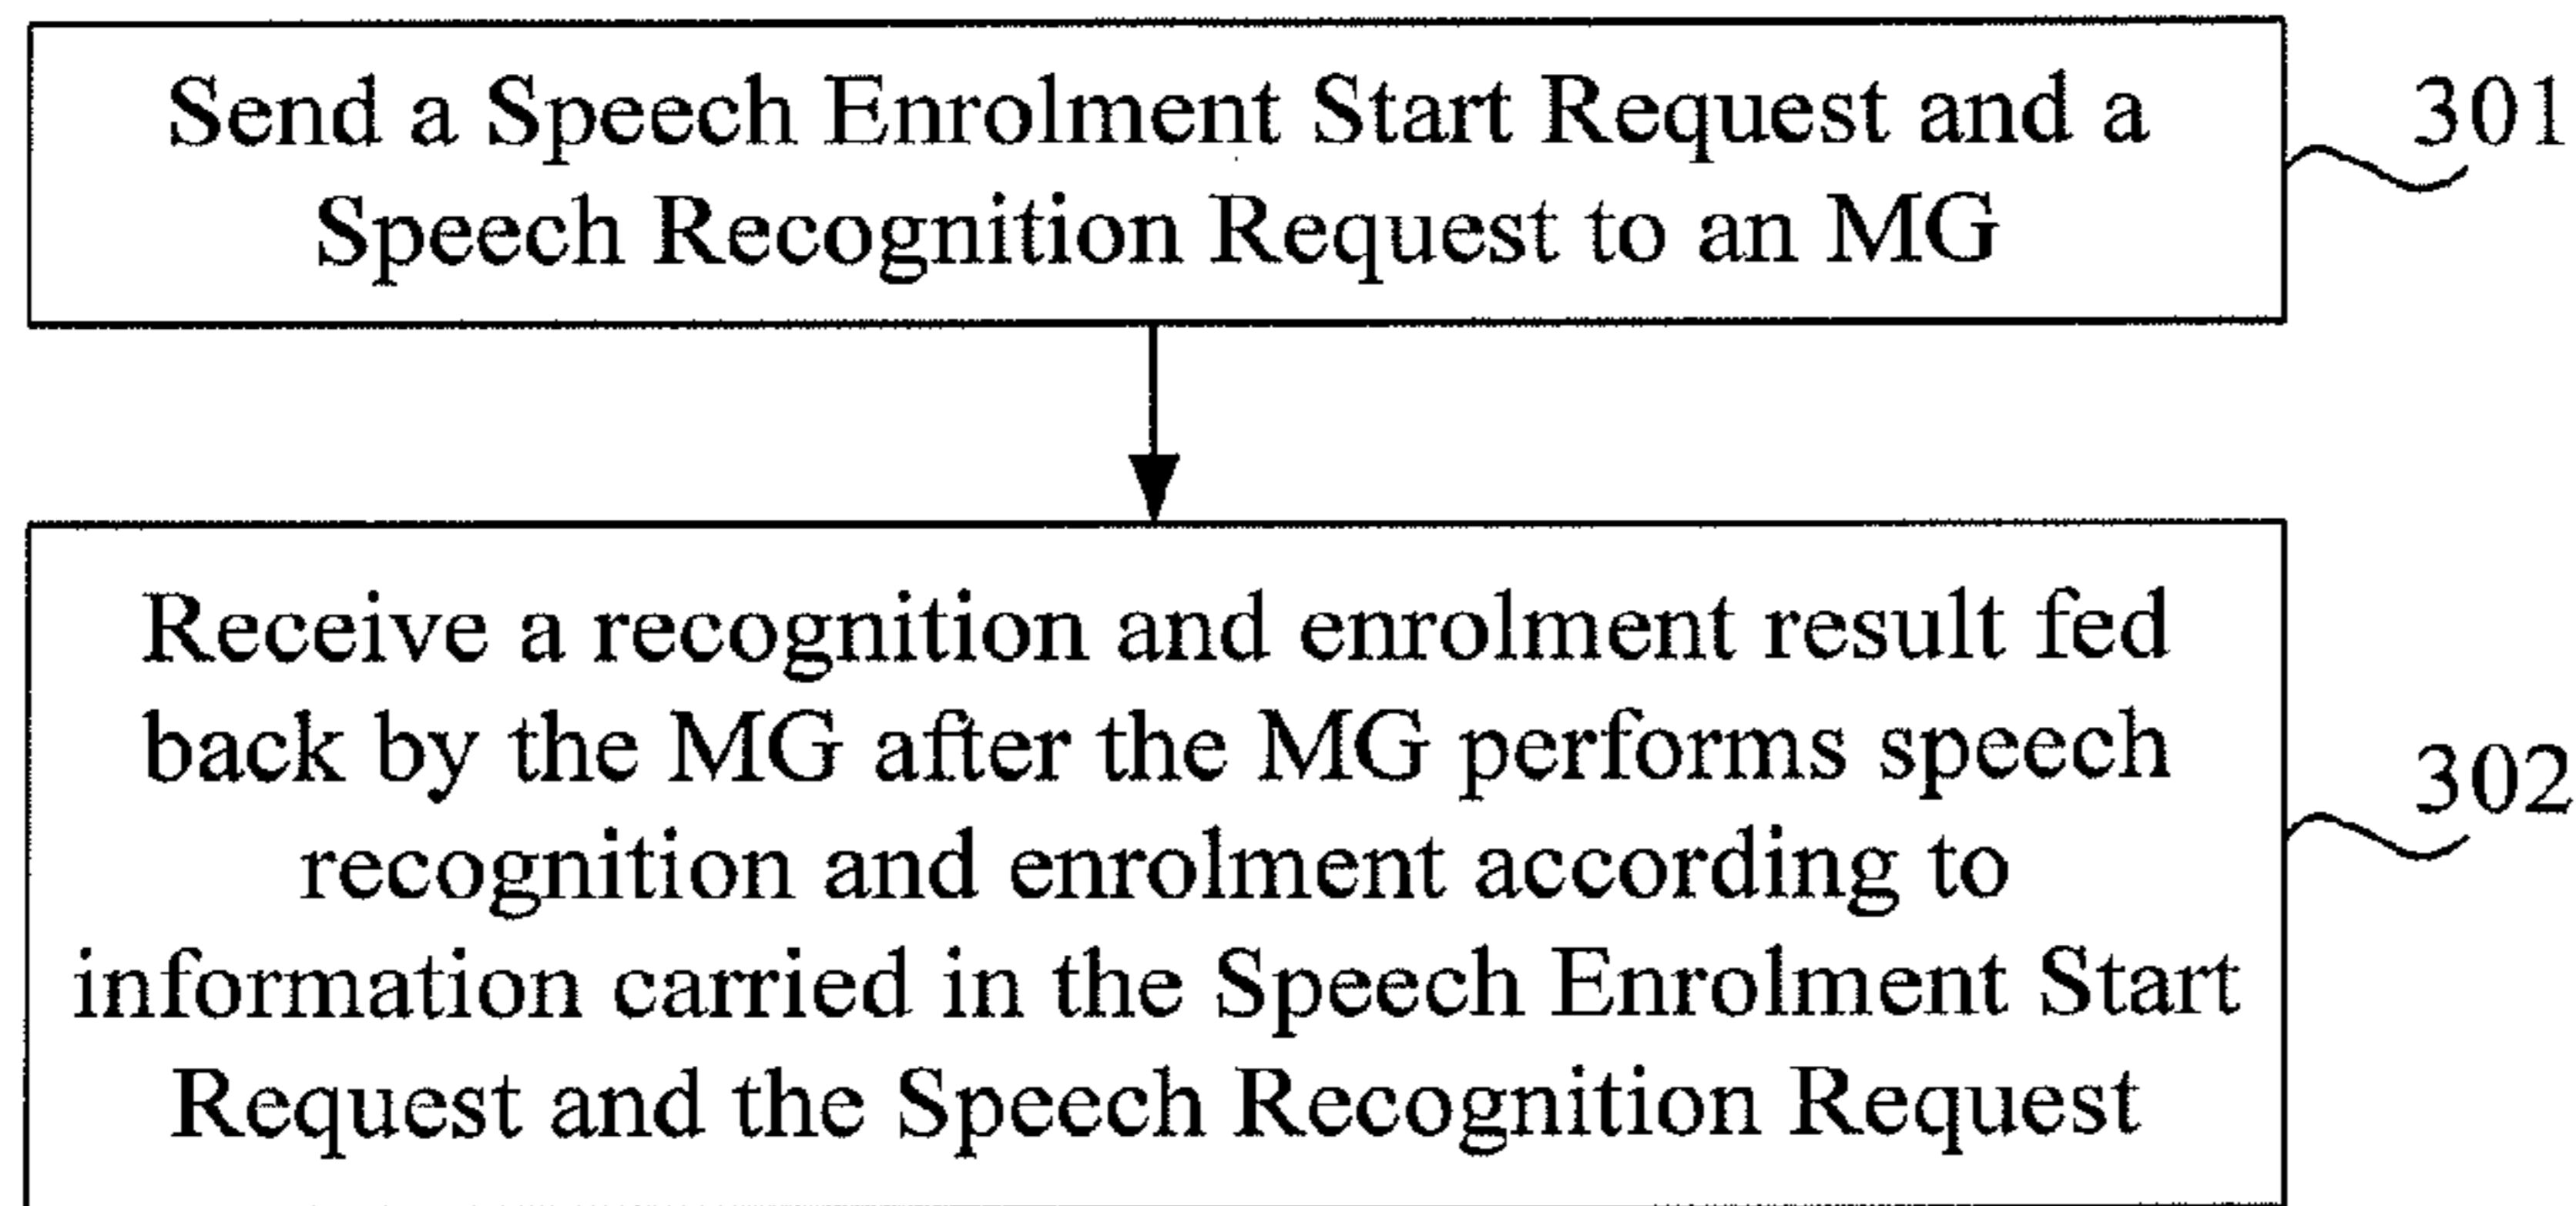 Send a Speech Enrolment Start Request and a
Speech Recognition Request to an MG
301
Receive a recognition and enrolment result fed
back by the MG after the MG performs speech
recognition and enrolment according to
information carried in the Speech Enrolment Start
Request and the Speech Recognition Request
302